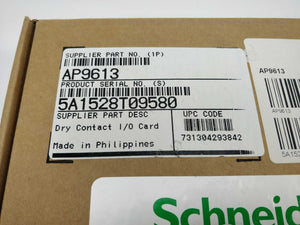 SUPPLIER PART NO. (1P)
AP9613
PRODUCT SERIAL NO. (S)
5A1528T09580
SUPPLIER PART DESC
UPC CODE
Dry Contact I/O Card
731304293842
Made in Philippines
AP9613
5A152
Schneid